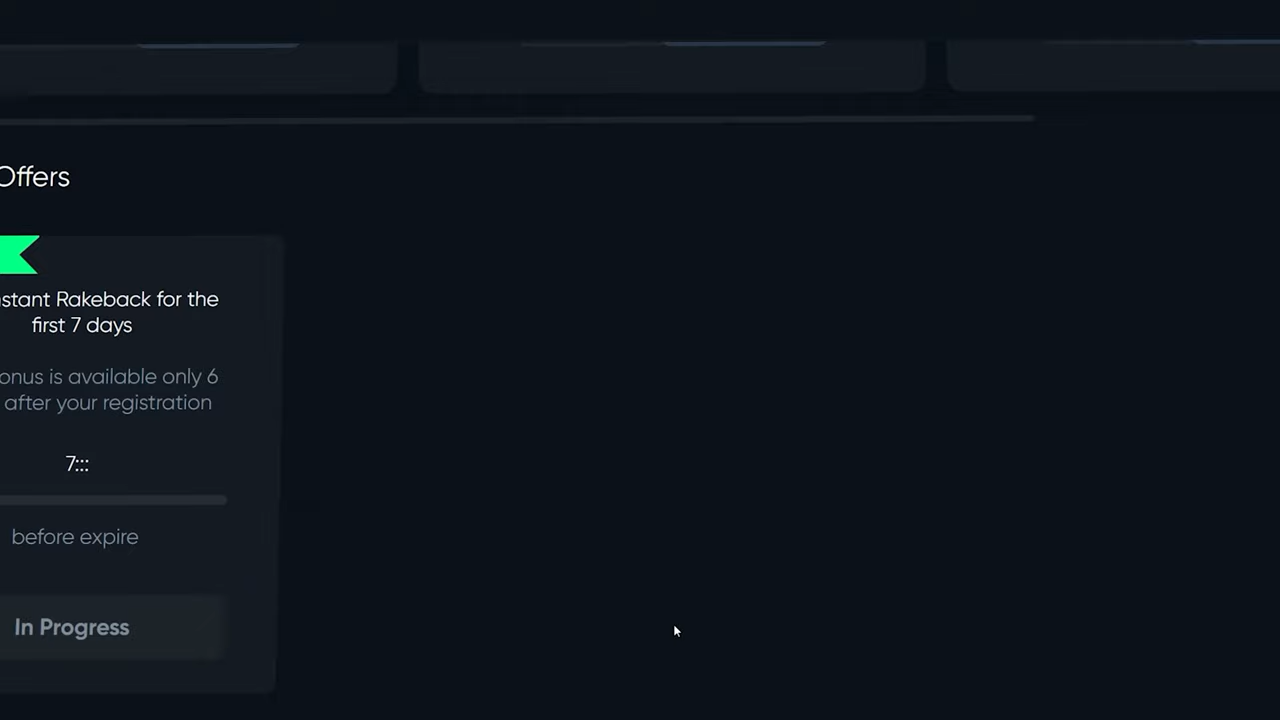 Offers
nstant Rakeback for the
first 7 days
onus is available only 6
after your registration
7:::
before expire
In Progress